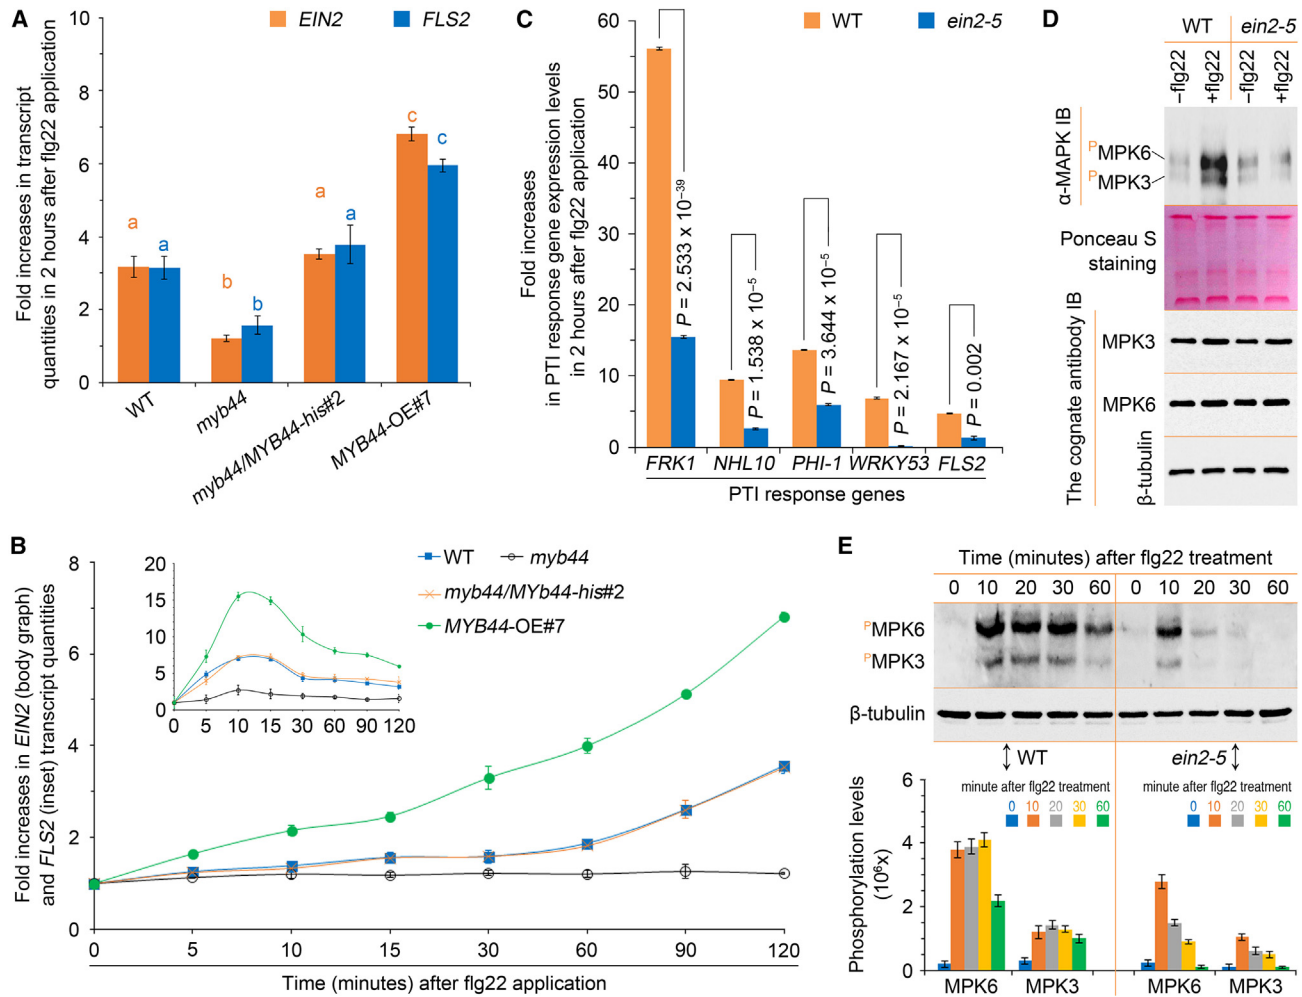 A
EIN2 FLS2
Fold increases in transcript
quantities in 2 hours after flg22 application
10
8
6
4
2
0
a a
b b
a a
c c
WT
myb44
myb44/MYB44-his#2
MYB44-OE#7
C
WT ein2-5
Fold increases
in PTI response gene expression levels
in 2 hours after flg22 application
60
50
40
30
20
15
10
5
0
P = 2.533 x 10⁻³⁹
P = 1.538 x 10⁻⁵
P = 3.644 x 10⁻⁵
P = 2.167 x 10⁻⁵
P = 0.002
FRK1 NHL10 PHI-1 WRKY53 FLS2
PTI response genes
D
WT ein2-5
–flg22 +flg22 –flg22 +flg22
α-MAPK IB
ᴾMPK6
ᴾMPK3
Ponceau S
staining
The cognate antibody IB
MPK3
MPK6
β-tubulin
B
WT myb44
myb44/MYb44-his#2
MYB44-OE#7
Fold increases in EIN2 (body graph)
and FLS2 (inset) transcript quantities
8
6
4
2
0
20
15
10
5
0
0 5 10 15 30 60 90 120
0 5 10 15 30 60 90 120
Time (minutes) after flg22 application
E
Time (minutes) after flg22 treatment
0 10 20 30 60 0 10 20 30 60
ᴾMPK6
ᴾMPK3
β-tubulin
WT ein2-5
Phosphorylation levels
(10⁶x)
6
4
2
0
minute after flg22 treatment minute after flg22 treatment
0 10 20 30 60 0 10 20 30 60
MPK6 MPK3 MPK6 MPK3